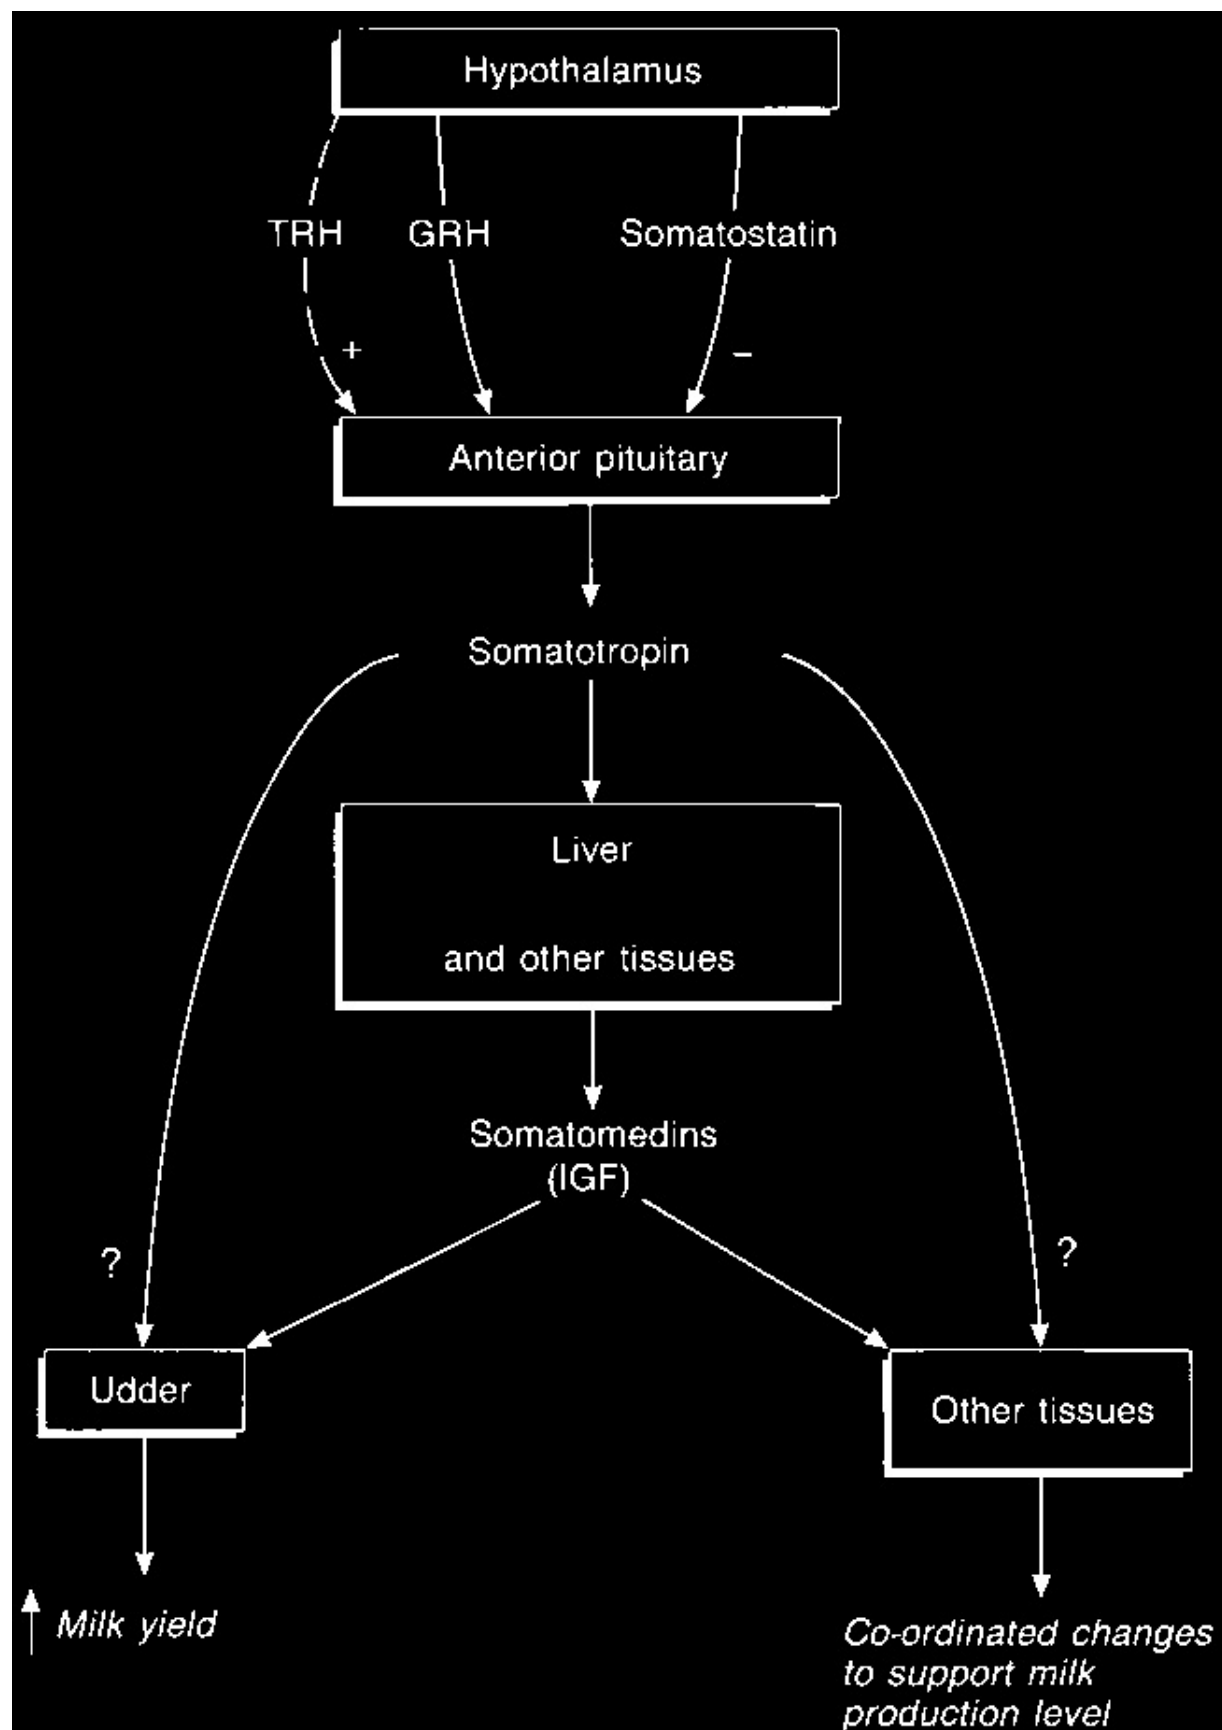 Hypothalamus
TRH GRH Somatostatin
+ –
Anterior pituitary
Somatotropin
Liver
and other tissues
Somatomedins
(IGF)
? ?
Udder
Other tissues
↑ Milk yield
Co-ordinated changes
to support milk
production level